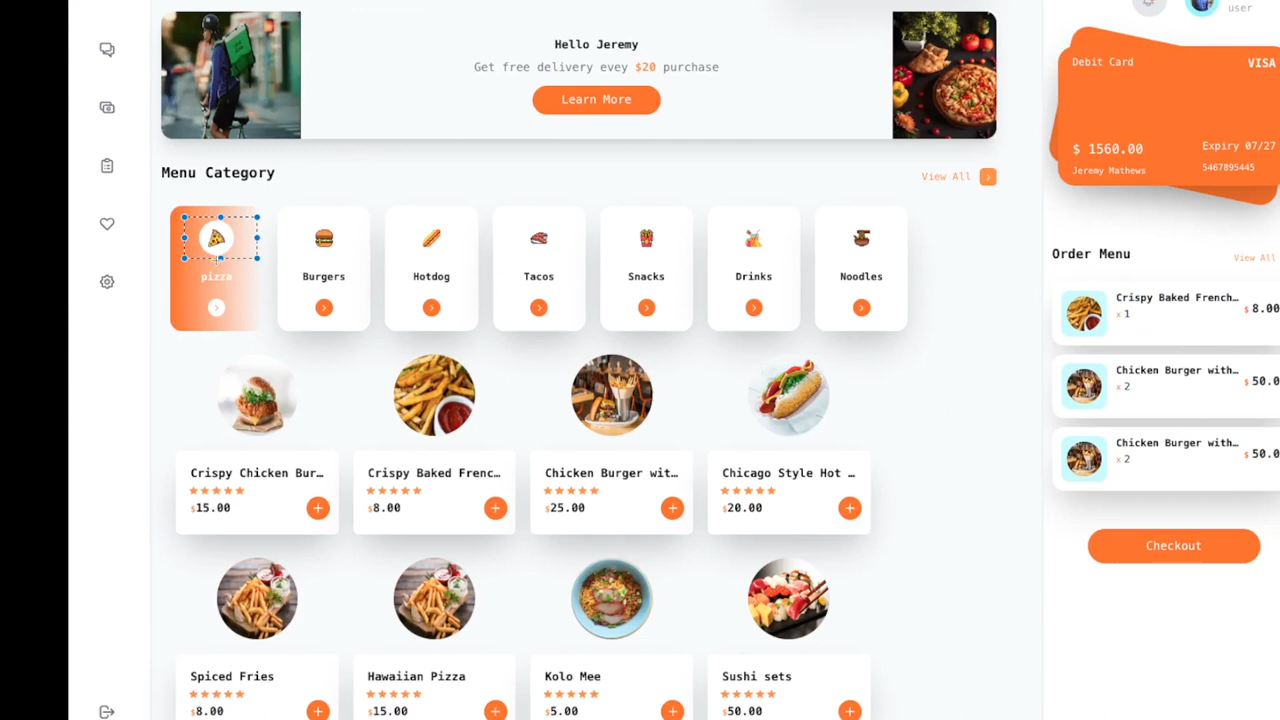 user
Hello Jeremy
Get free delivery evey $20 purchase
Learn More
Debit Card
VISA
$ 1560.00
Expiry 07/27
Jeremy Mathews
5467895445
Menu Category
View All
pizza
Burgers
Hotdog
Tacos
Snacks
Drinks
Noodles
Order Menu
View All
Crispy Baked French…
x 1
$ 8.00
Chicken Burger with…
x 2
$ 50.0
Chicken Burger with…
x 2
$ 50.0
Checkout
Crispy Chicken Bur…
$15.00
Crispy Baked Frenc…
$8.00
Chicken Burger wit…
$25.00
Chicago Style Hot …
$20.00
Spiced Fries
$8.00
Hawaiian Pizza
$15.00
Kolo Mee
$5.00
Sushi sets
$50.00